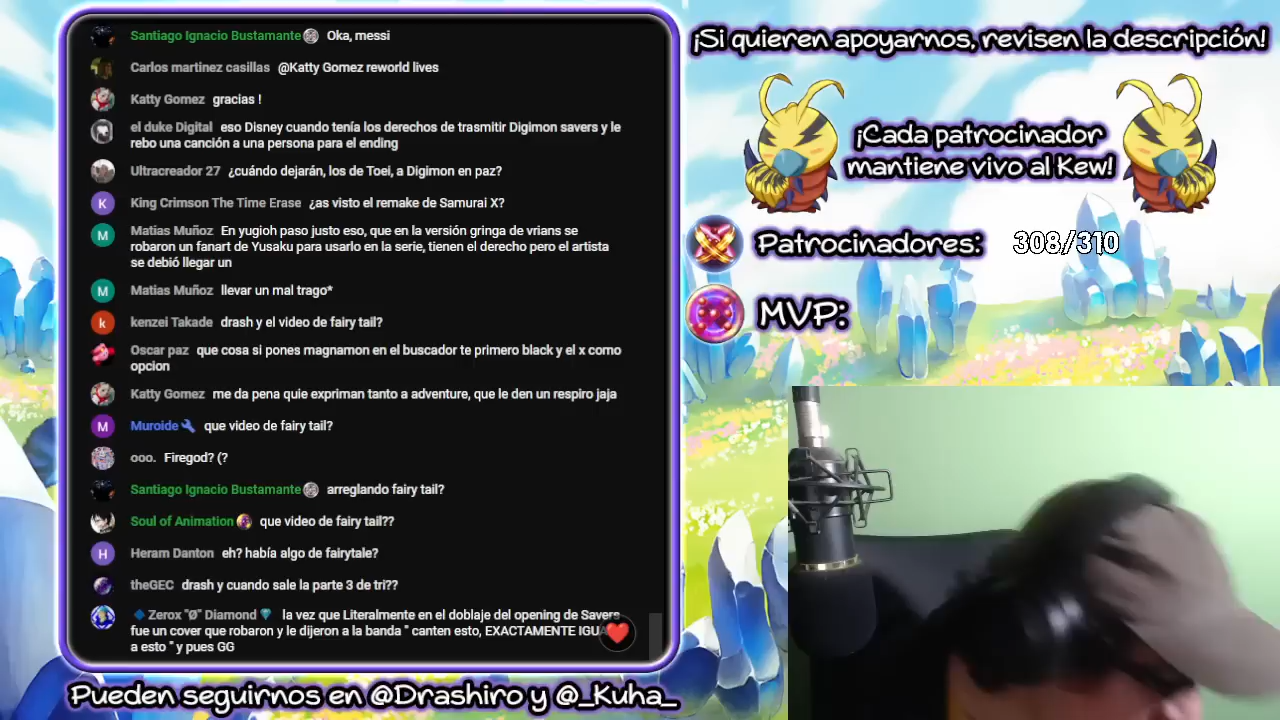 Santiago Ignacio Bustamante Oka, messi
Carlos martinez casillas @Katty Gomez reworld lives
Katty Gomez gracias !
el duke Digital eso Disney cuando tenía los derechos de trasmitir Digimon savers y le
rebo una canción a una persona para el ending
Ultracreador 27 ¿cuándo dejarán, los de Toei, a Digimon en paz?
K King Crimson The Time Erase ¿as visto el remake de Samurai X?
M Matias Muñoz En yugioh paso justo eso, que en la versión gringa de vrians se
robaron un fanart de Yusaku para usarlo en la serie, tienen el derecho pero el artista
se debió llegar un
M Matias Muñoz llevar un mal trago*
k kenzei Takade drash y el video de fairy tail?
Oscar paz que cosa si pones magnamon en el buscador te primero black y el x como
opcion
Katty Gomez me da pena quie expriman tanto a adventure, que le den un respiro jaja
M Muroide que video de fairy tail?
ooo. Firegod? (?
Santiago Ignacio Bustamante arreglando fairy tail?
Soul of Animation que video de fairy tail??
H Heram Danton eh? había algo de fairytale?
theGEC drash y cuando sale la parte 3 de tri??
Zerox "Ø" Diamond la vez que Literalmente en el doblaje del opening de Savers
fue un cover que robaron y le dijeron a la banda " canten esto, EXACTAMENTE
a esto " y pues GG
Pueden seguirnos en @Drashiro y @_Kuha_
¡Si quieren apoyarnos, revisen la descripción!
¡Cada patrocinador
mantiene vivo al Kew!
Patrocinadores: 308/310
MVP: